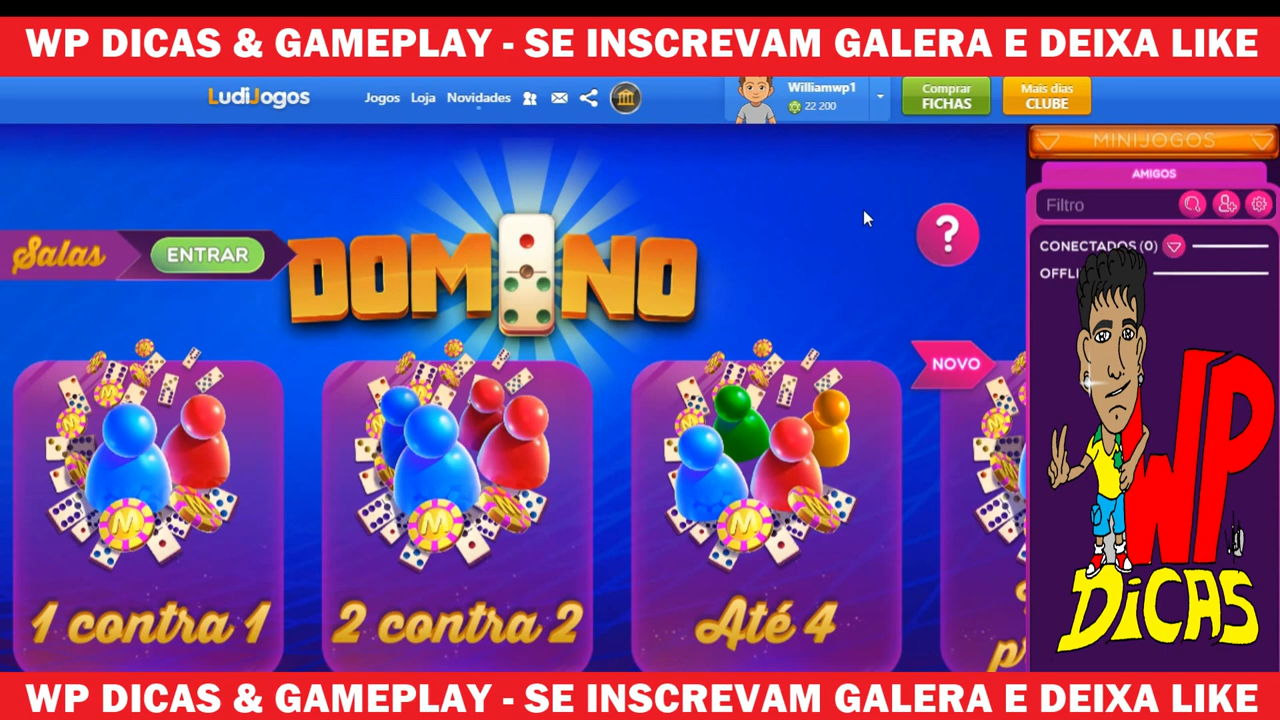 WP DICAS & GAMEPLAY - SE INSCREVAM GALERA E DEIXA LIKE
LudiJogos
Jogos Loja Novidades
Williamwp1
22 200
Comprar
FICHAS
Mais dias
CLUBE
MINIJOGOS
AMIGOS
Filtro
CONECTADOS (0)
Salas
ENTRAR
DOMINO
?
NOVO
M
M
M
1 contra 1
2 contra 2
Até 4
WP
DiCAS
WP DICAS & GAMEPLAY - SE INSCREVAM GALERA E DEIXA LIKE